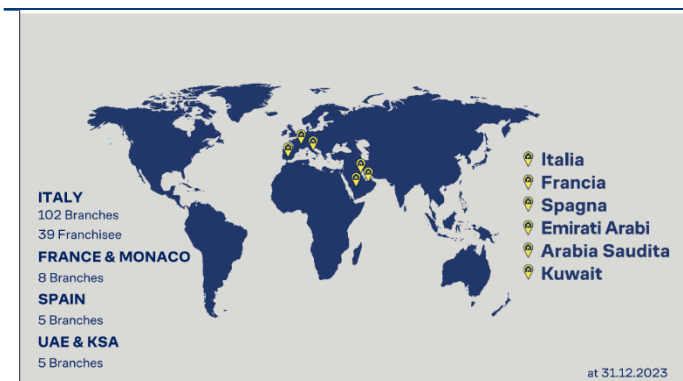 ITALY
102 Branches
39 Franchisee
FRANCE & MONACO
8 Branches
SPAIN
5 Branches
UAE & KSA
5 Branches
Italia
Francia
Spagna
Emirati Arabi
Arabia Saudita
Kuwait
at 31.12.2023